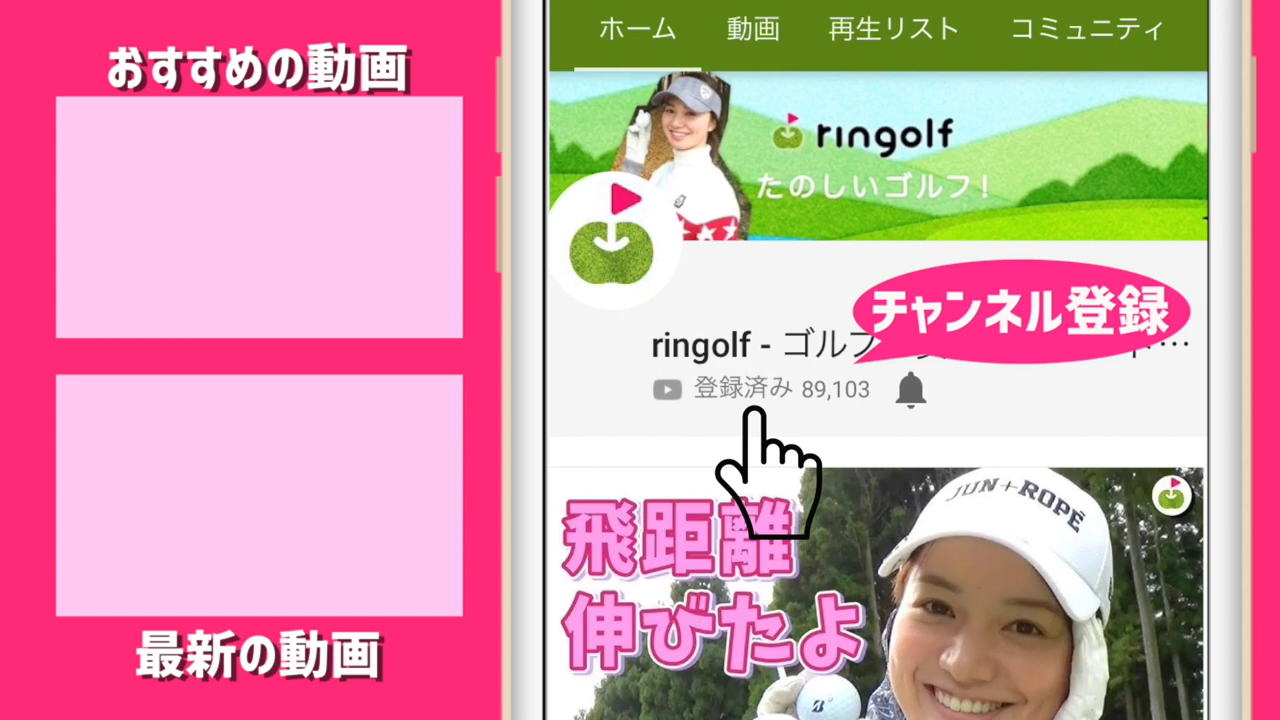 おすすめの動画
最新の動画
ホーム 動画 再生リスト コミュニティ
ringolf
たのしいゴルフ!
チャンネル登録
ringolf - ゴルフ
登録済み 89,103
JUN+ROPÉ
飛距離
伸びたよ
B